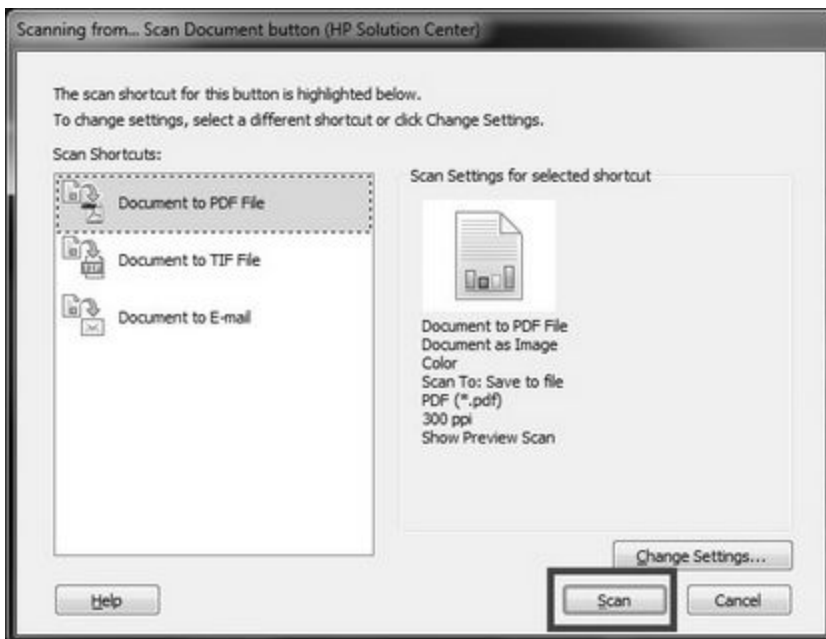 Scanning from... Scan Document button (HP Solution Center)
The scan shortcut for this button is highlighted below.
To change settings, select a different shortcut or click Change Settings.
Scan Shortcuts:
Document to PDF File
Document to TIF File
Document to E-mail
Scan Settings for selected shortcut
Document to PDF File
Document as Image
Color
Scan To: Save to file
PDF (*.pdf)
300 ppi
Show Preview Scan
Change Settings...
Help
Scan
Cancel